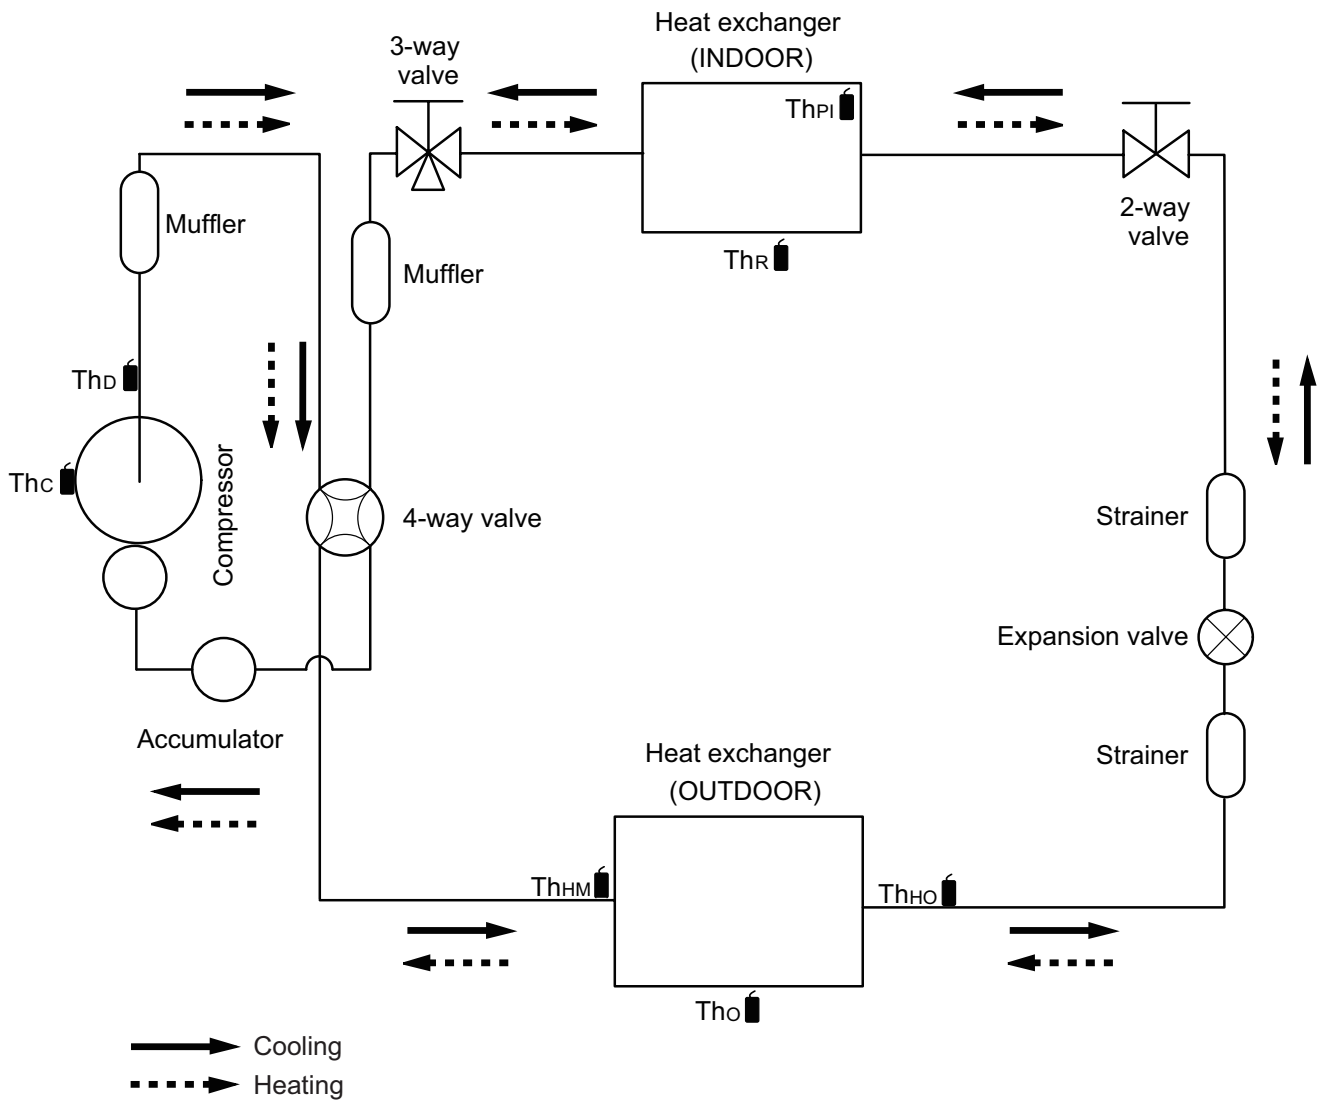 Heat exchanger
(INDOOR)
3-way
valve
ThPI
Muffler
2-way
valve
ThR
Muffler
ThD
ThC
Compressor
4-way valve
Strainer
Expansion valve
Accumulator
Strainer
Heat exchanger
(OUTDOOR)
ThHM
ThHO
ThO
Cooling
Heating